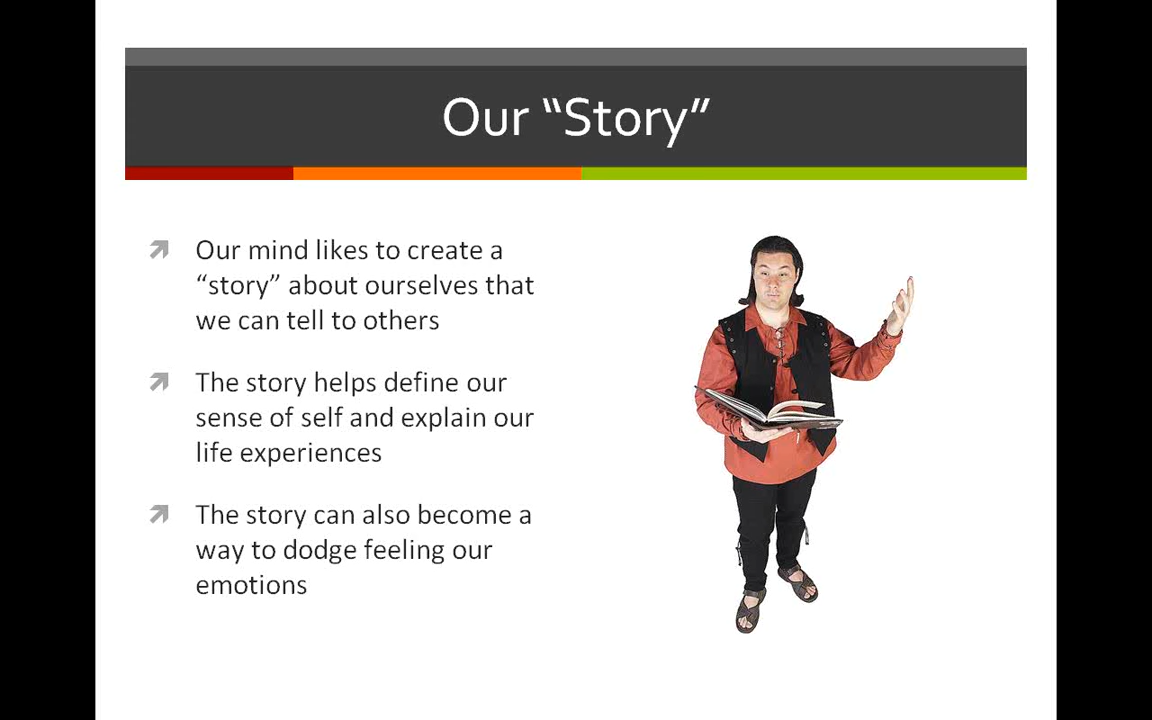 Our “Story”
Our mind likes to create a
“story” about ourselves that
we can tell to others
The story helps define our
sense of self and explain our
life experiences
The story can also become a
way to dodge feeling our
emotions